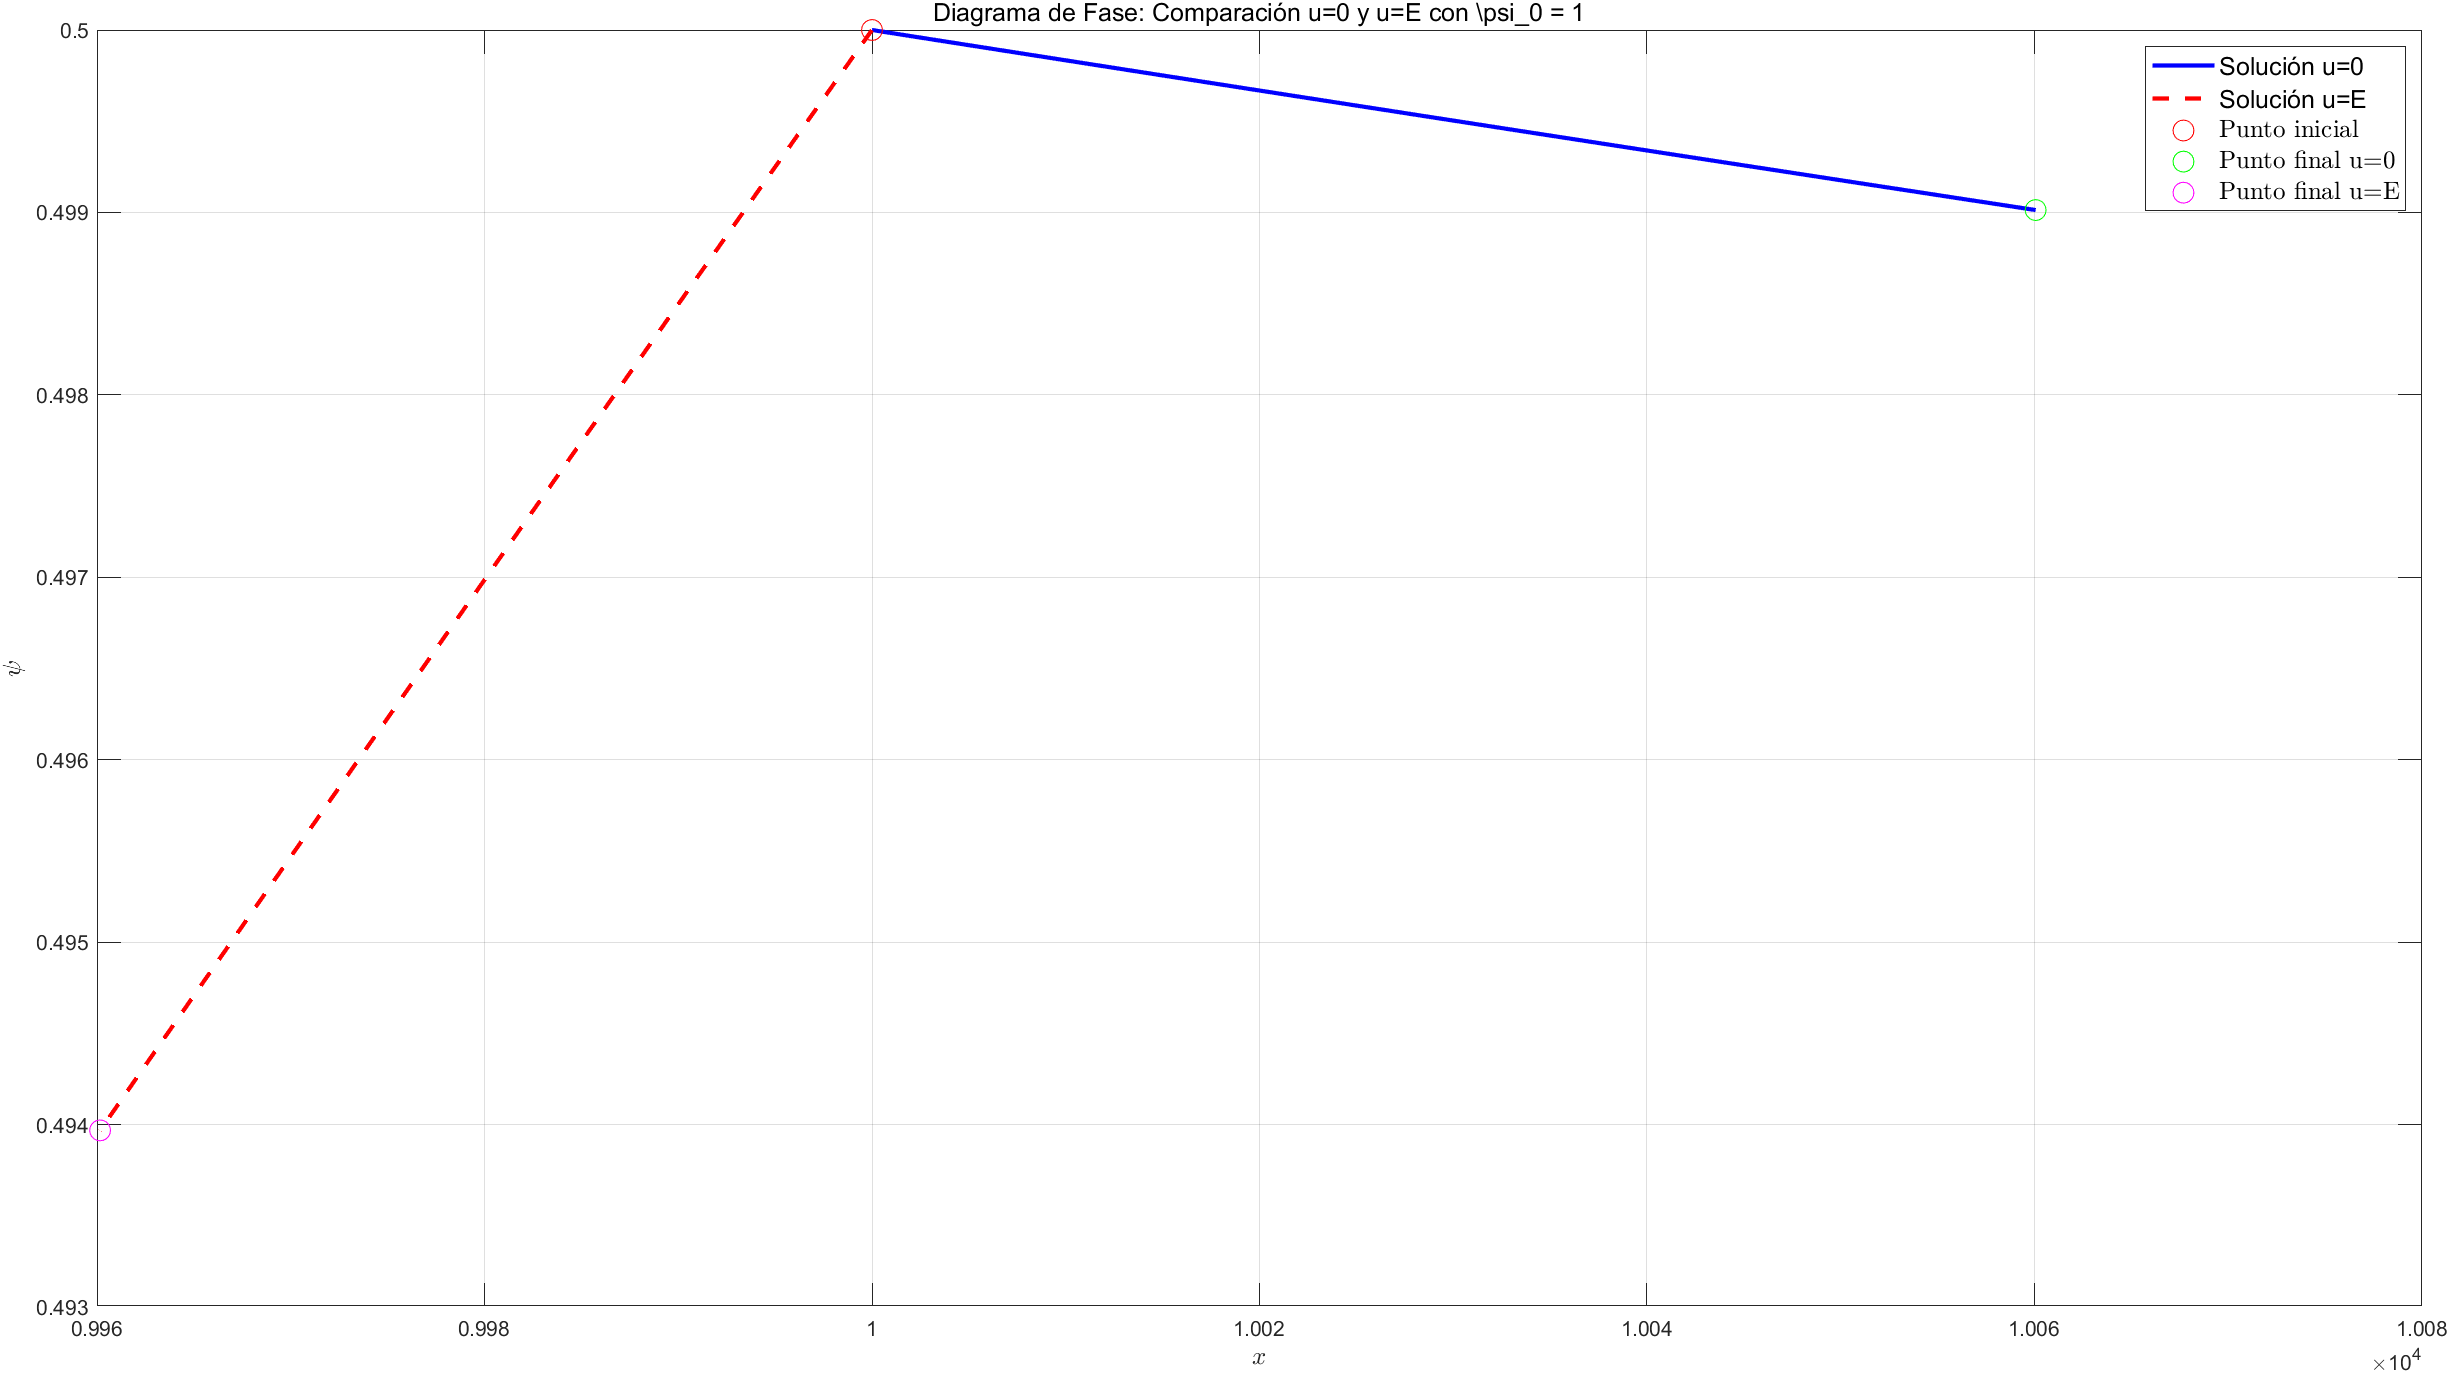 Diagrama de Fase: Comparación u=0 y u=E con \psi_0 = 1
Solución u=0
Solución u=E
Punto inicial
Punto final u=0
Punto final u=E
0.5
0.499
0.498
0.497
0.496
0.495
0.494
0.493
ψ
0.996
0.998
1
1.002
1.004
1.006
1.008
x
×10⁴